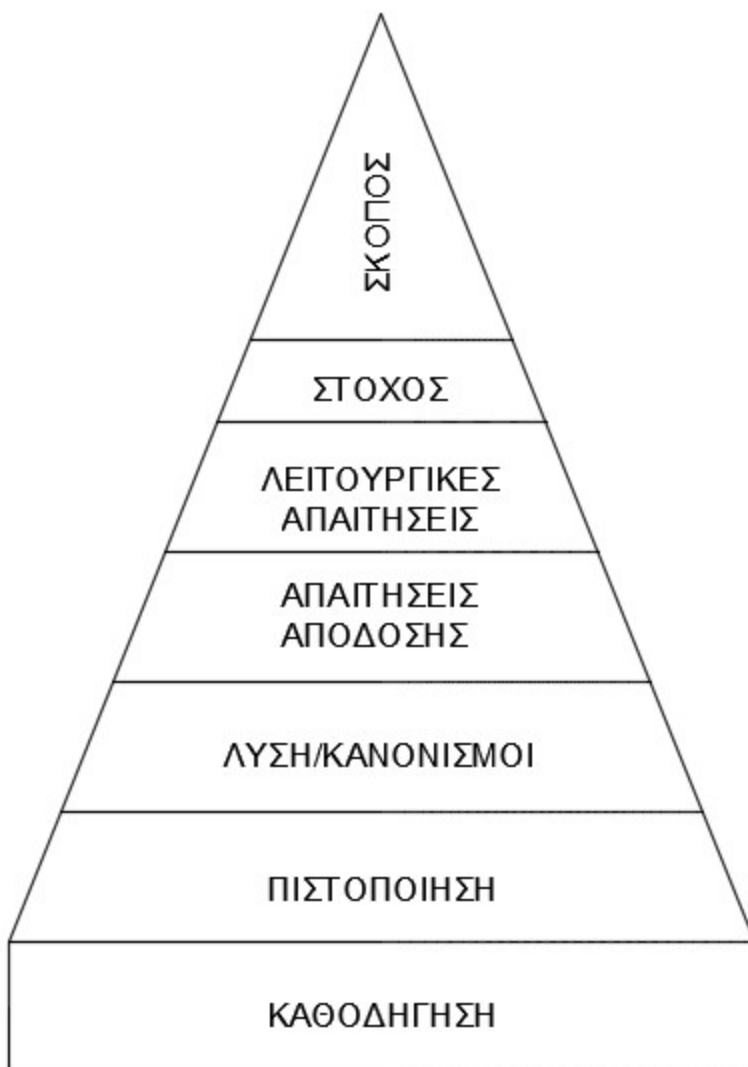 ΣΚΟΠΟΣ
ΣΤΟΧΟΣ
ΛΕΙΤΟΥΡΓΙΚΕΣ
ΑΠΑΙΤΗΣΕΙΣ
ΑΠΑΙΤΗΣΕΙΣ
ΑΠΟΔΟΣΗΣ
ΛΥΣΗ/ΚΑΝΟΝΙΣΜΟΙ
ΠΙΣΤΟΠΟΙΗΣΗ
ΚΑΘΟΔΗΓΗΣΗ